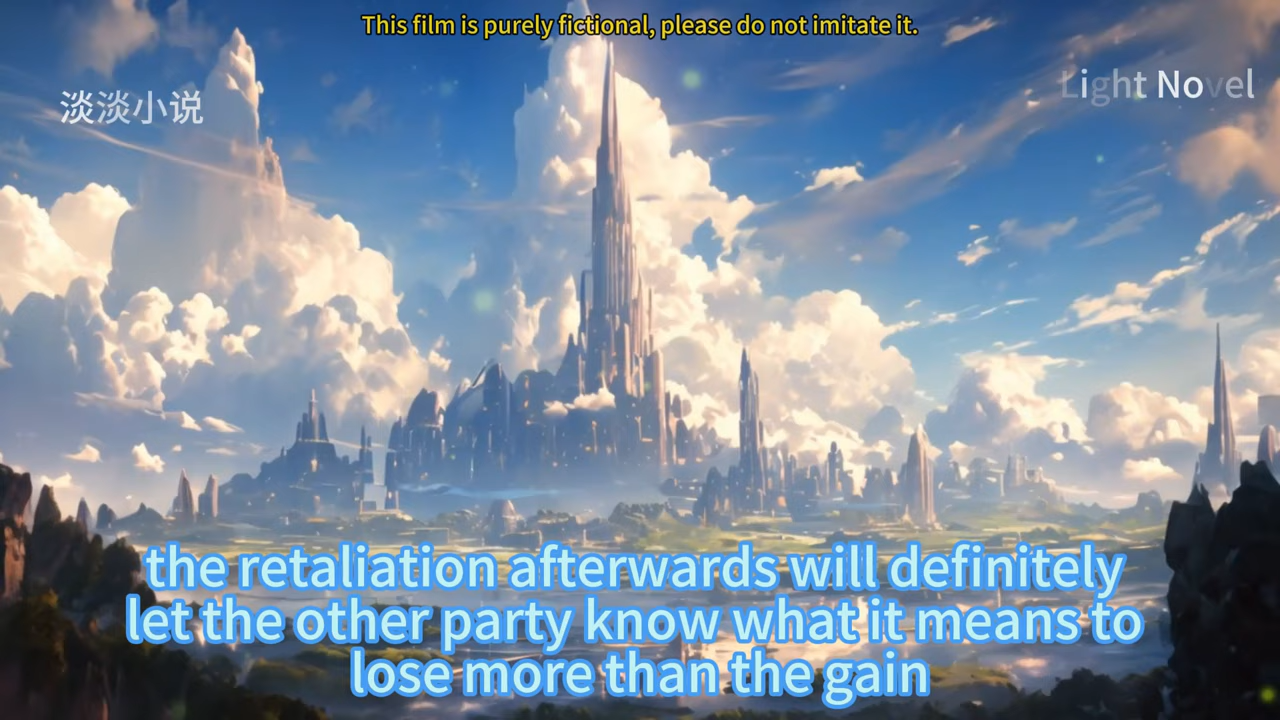 This film is purely fictional, please do not imitate it.
淡淡小说
Light Novel
the retaliation afterwards will definitely
let the other party know what it means to
lose more than the gain